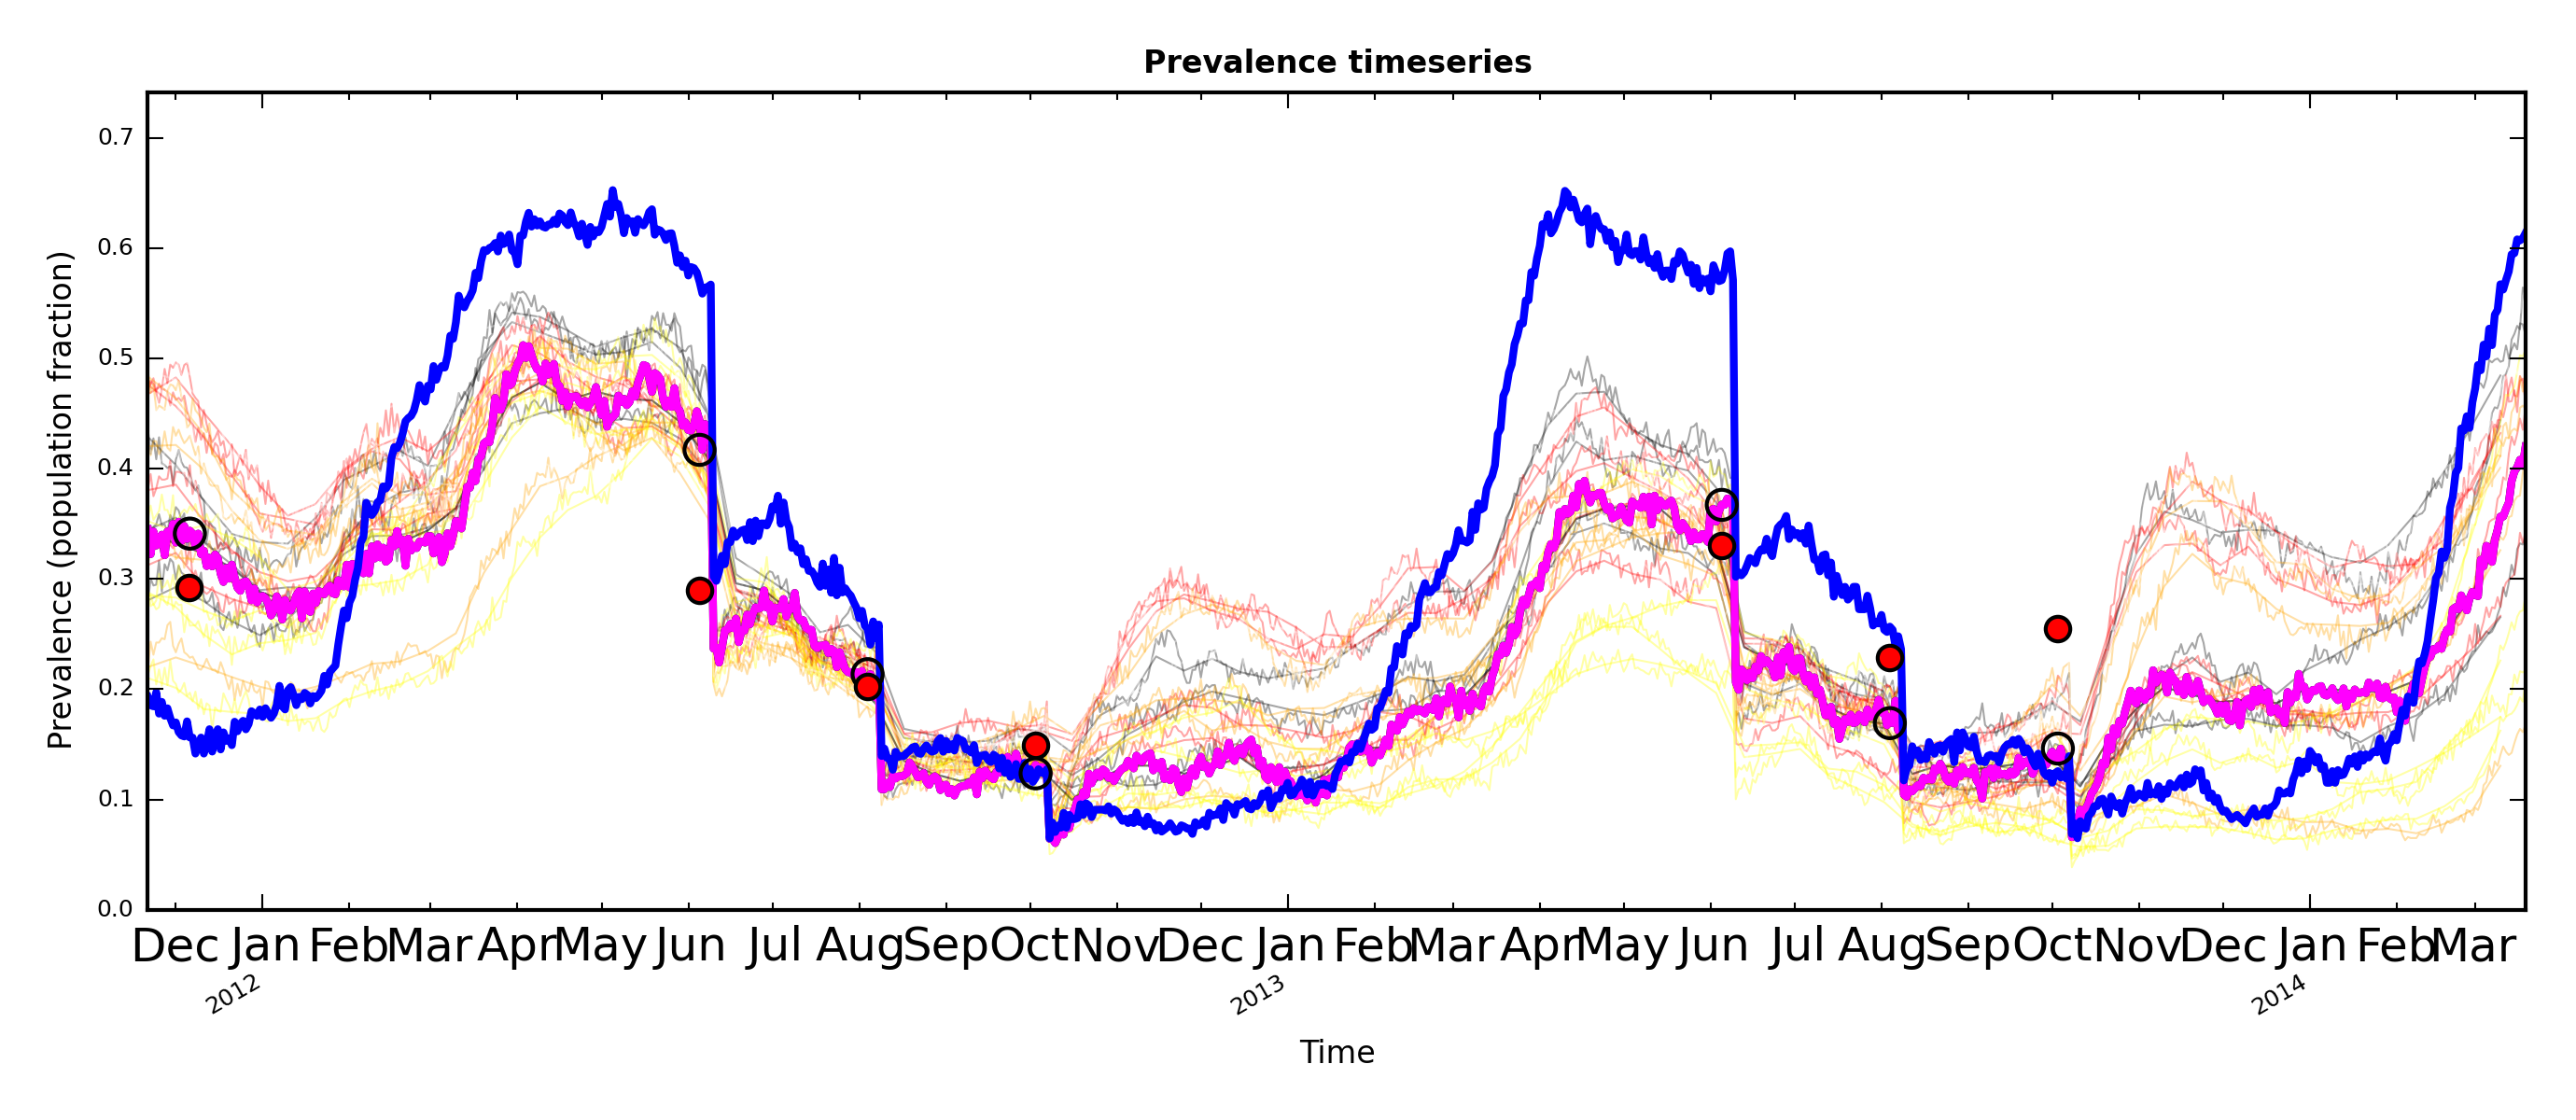 Prevalence timeseries
Prevalence (population fraction)
0.7
0.6
0.5
0.4
0.3
0.2
0.1
0.0
Dec Jan Feb Mar Apr May Jun Jul Aug Sep Oct Nov Dec Jan Feb Mar Apr May Jun Jul Aug Sep Oct Nov Dec Jan Feb Mar
2012 2013 2014
Time